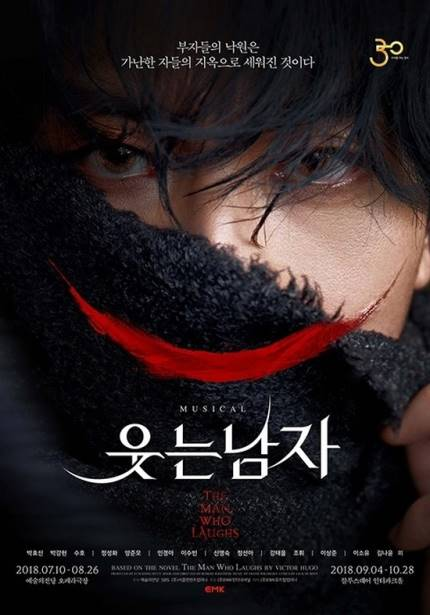 부자들의 낙원은
가난한 자들의 지옥으로 세워진 것이다
30
MUSICAL
웃는남자
THE
MAN
WHO
LAUGHS
박효신 박강현 수호 | 정성화 양준모 | 민경아 이수빈 | 신영숙 정선아 | 강태을 조휘 | 이상준 | 이소유 김나윤 외
2018.07.10 - 08.26
예술의전당 오페라극장
BASED ON THE NOVEL THE MAN WHO LAUGHS BY VICTOR HUGO
EMK
2018.09.04 - 10.28
블루스퀘어 인터파크홀